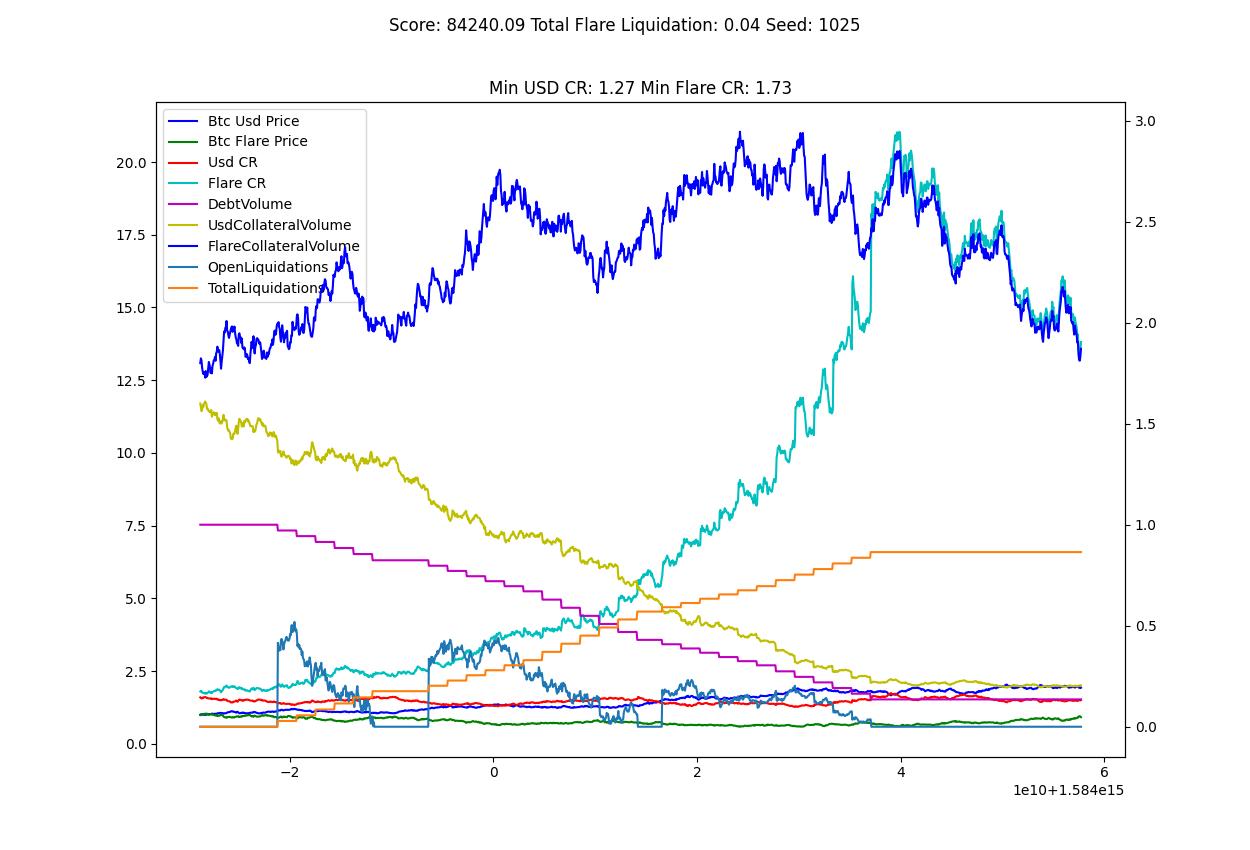 Score: 84240.09 Total Flare Liquidation: 0.04 Seed: 1025
Min USD CR: 1.27 Min Flare CR: 1.73
Btc Usd Price
Btc Flare Price
Usd CR
Flare CR
DebtVolume
UsdCollateralVolume
FlareCollateralVolume
OpenLiquidations
TotalLiquidations
20.0
17.5
15.0
12.5
10.0
7.5
5.0
2.5
0.0
3.0
2.5
2.0
1.5
1.0
0.5
0.0
−2 0 2 4 6
1e10+1.584e15